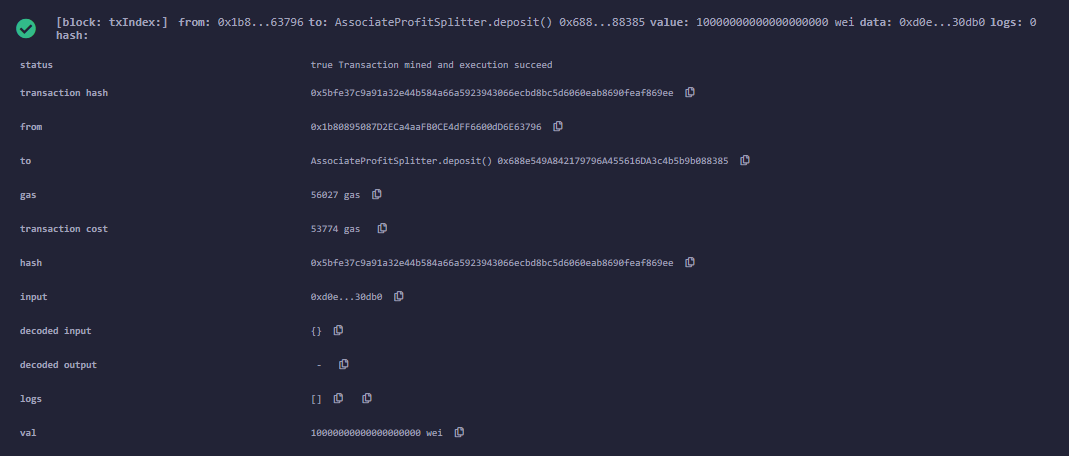 [block: txIndex:] from: 0x1b8...63796 to: AssociateProfitSplitter.deposit() 0x688...88385 value: 10000000000000000000 wei data: 0xd0e...30db0 logs: 0
hash:
status true Transaction mined and execution succeed
transaction hash 0x5bfe37c9a91a32e44b584a66a5923943066ecbd8bc5d6060eab8690feaf869ee
from 0x1b80895087D2ECa4aaFB0CE4dFF6600dD6E63796
to AssociateProfitSplitter.deposit() 0x688e549A842179796A455616DA3c4b5b9b088385
gas 56027 gas
transaction cost 53774 gas
hash 0x5bfe37c9a91a32e44b584a66a5923943066ecbd8bc5d6060eab8690feaf869ee
input 0xd0e...30db0
decoded input {}
decoded output -
logs []
val 10000000000000000000 wei